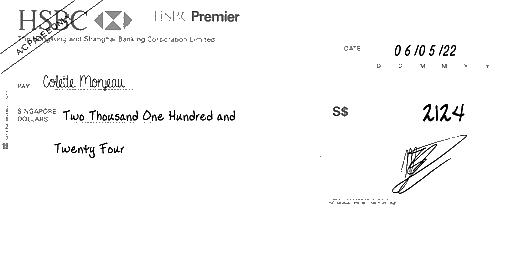 HSBC HSBC Premier
The Hongkong and Shanghai Banking Corporation Limited
A/C PAYEE ONLY
DATE 06/05/22
D D M M Y Y
PAY Colette Monjeau
SINGAPORE DOLLARS Two Thousand One Hundred and
Twenty Four
S$ 2124